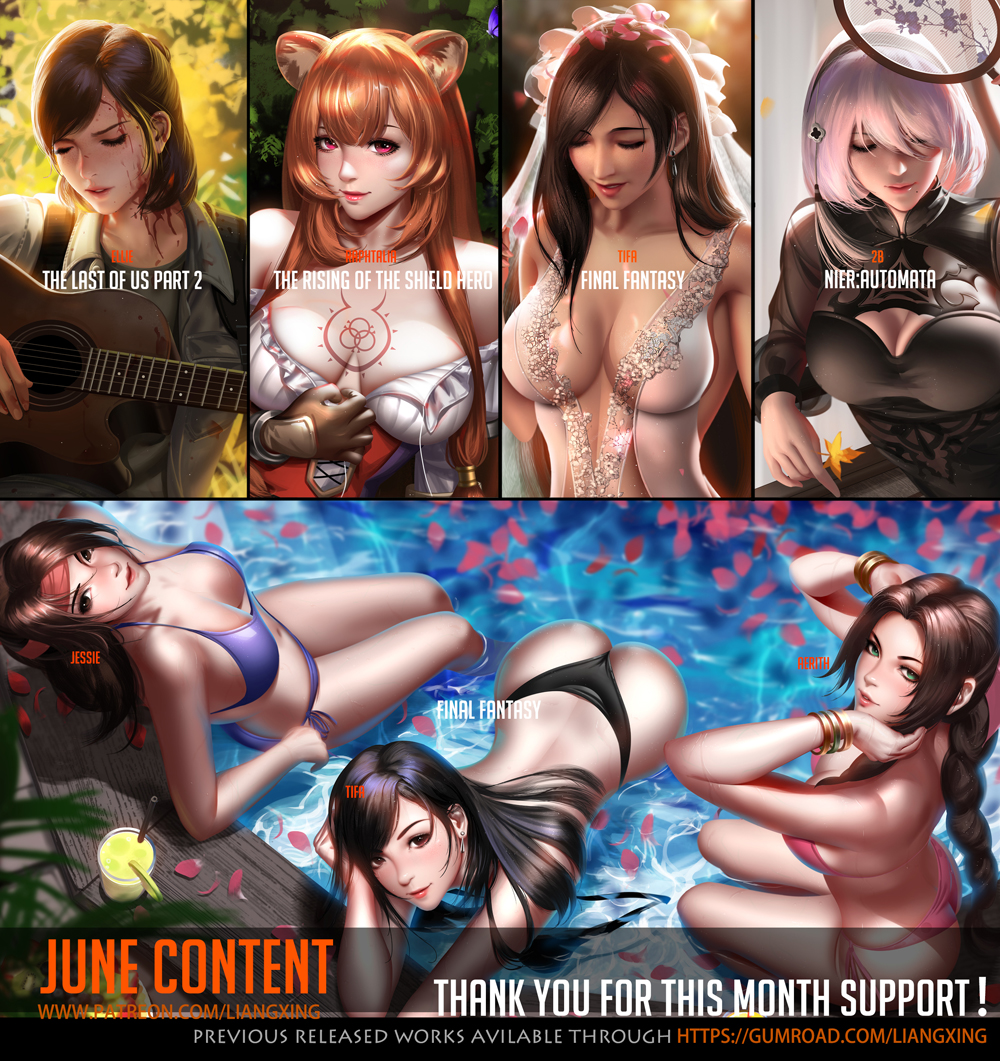 ELLIE
THE LAST OF US PART 2
RAPHTALIA
THE RISING OF THE SHIELD HERO
TIFA
FINAL FANTASY
2B
NIER:AUTOMATA
JESSIE
AERITH
FINAL FANTASY
TIFA
JUNE CONTENT
WWW.PATREON.COM/LIANGXING
THANK YOU FOR THIS MONTH SUPPORT !
PREVIOUS RELEASED WORKS AVILABLE THROUGH HTTPS://GUMROAD.COM/LIANGXING